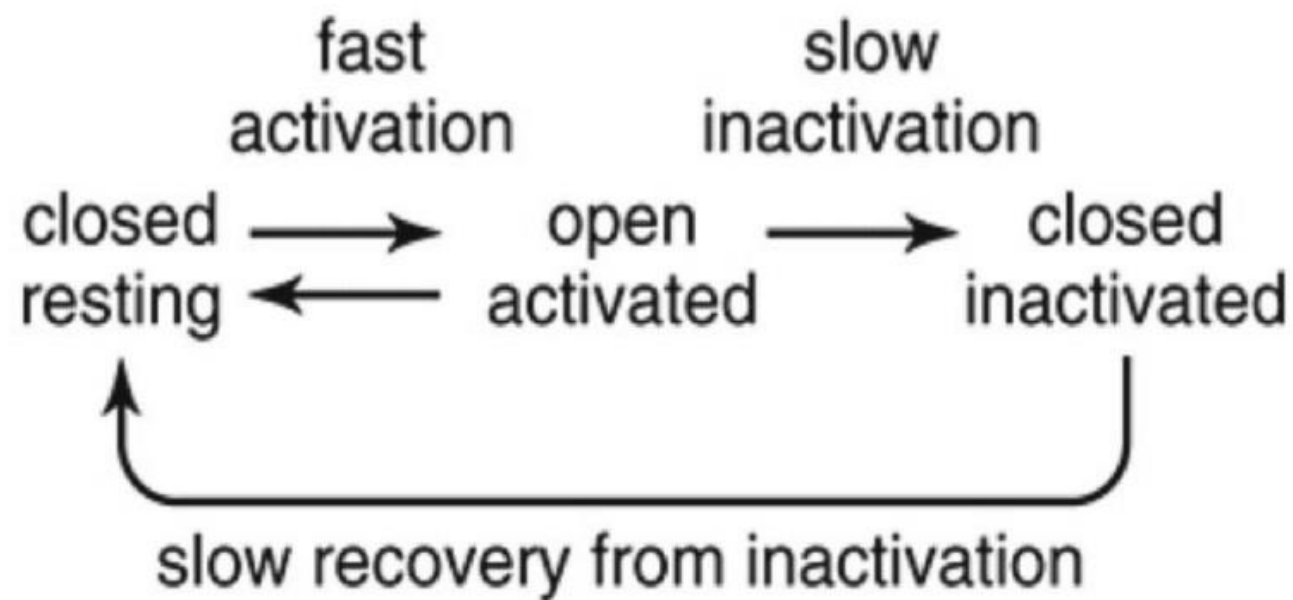 fast
activation
slow
inactivation
closed
resting
open
activated
closed
inactivated
slow recovery from inactivation